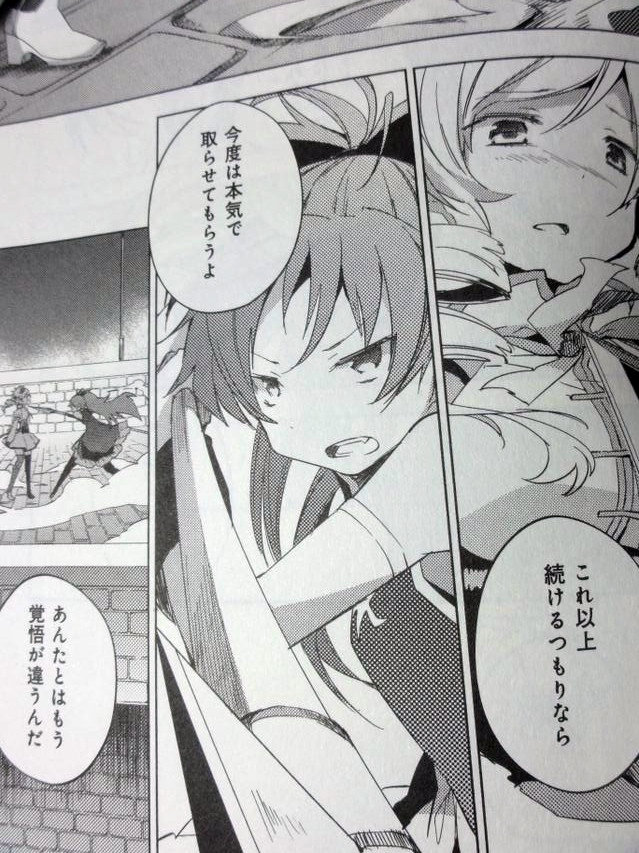 これ以上
続けるつもりなら
今度は本気で
取らせてもらうよ
あんたとはもう
覚悟が違うんだ